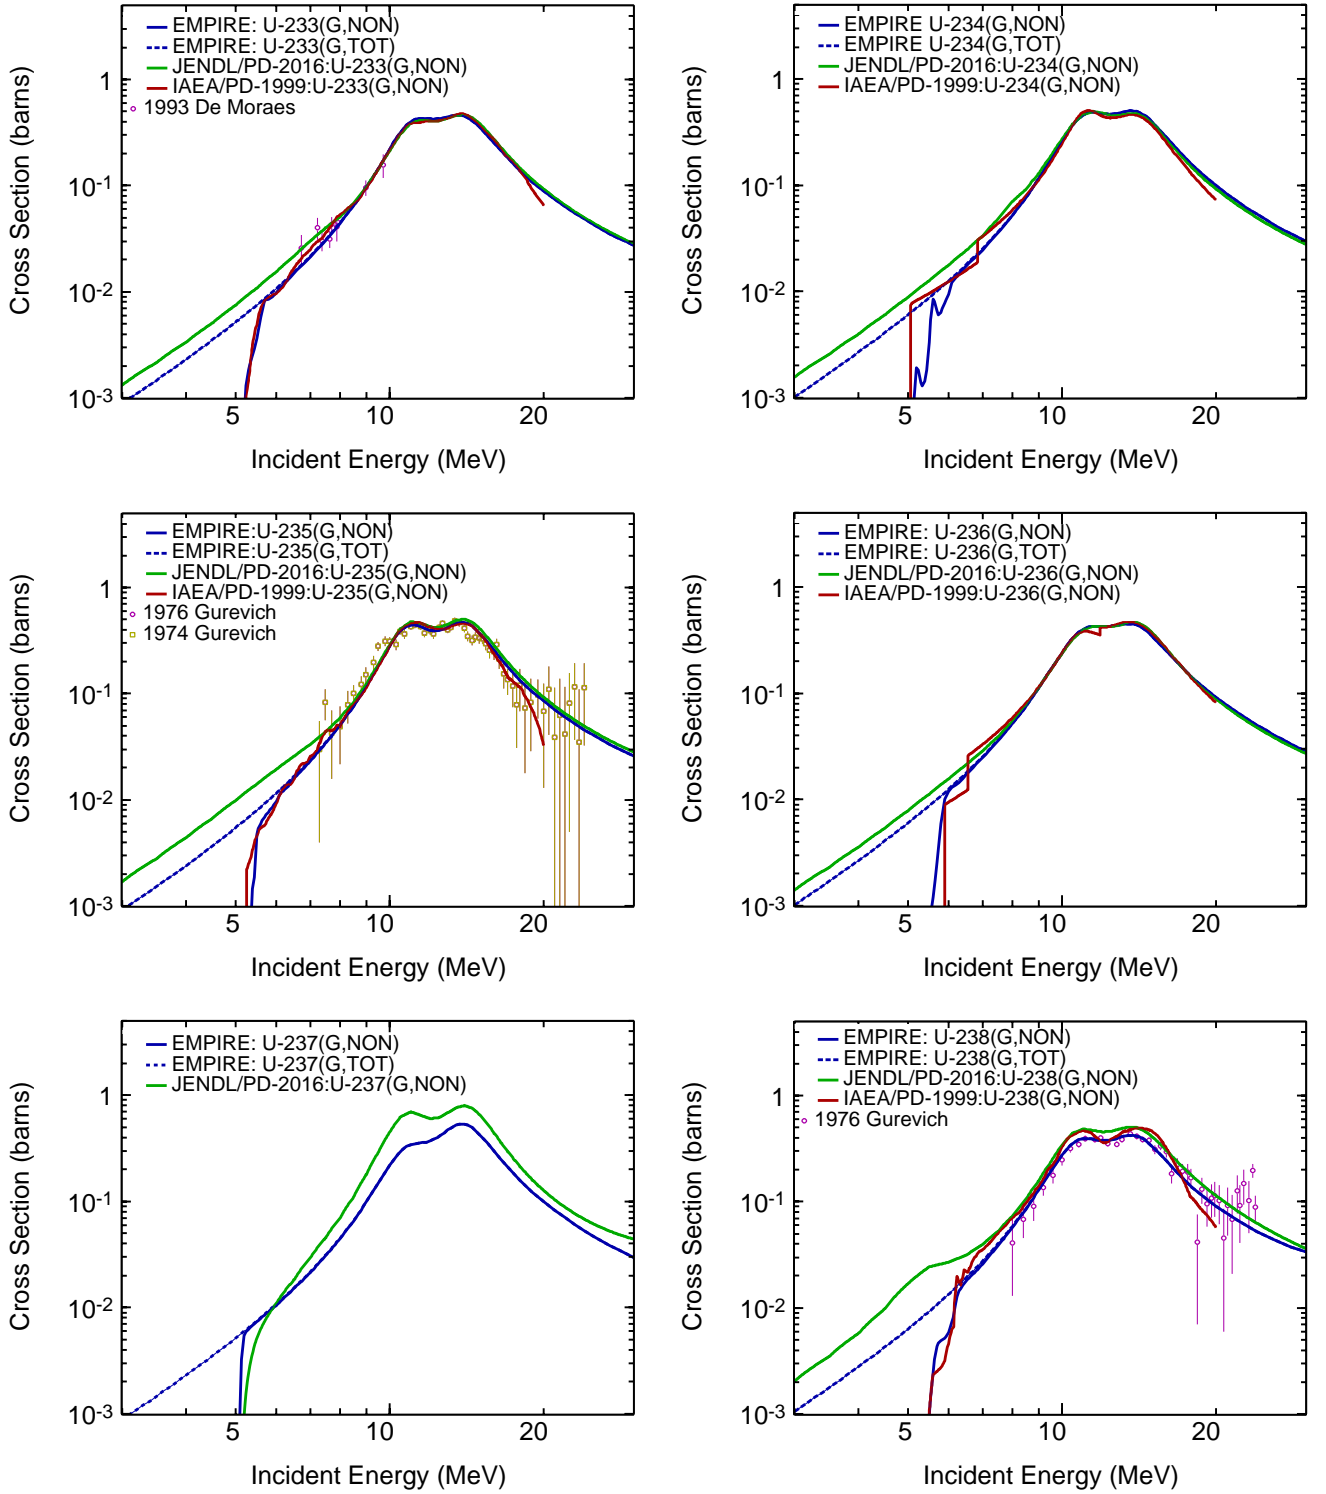 EMPIRE: U-233(G,NON)
EMPIRE: U-233(G,TOT)
JENDL/PD-2016:U-233(G,NON)
IAEA/PD-1999:U-233(G,NON)
1993 De Moraes
Cross Section (barns)
1
10-1
10-2
10-3
5
10
20
Incident Energy (MeV)
EMPIRE U-234(G,NON)
EMPIRE U-234(G,TOT)
JENDL/PD-2016:U-234(G,NON)
IAEA/PD-1999:U-234(G,NON)
Cross Section (barns)
1
10-1
10-2
10-3
5
10
20
Incident Energy (MeV)
EMPIRE:U-235(G,NON)
EMPIRE:U-235(G,TOT)
JENDL/PD-2016:U-235(G,NON)
IAEA/PD-1999:U-235(G,NON)
1976 Gurevich
1974 Gurevich
Cross Section (barns)
1
10-1
10-2
10-3
5
10
20
Incident Energy (MeV)
EMPIRE: U-236(G,NON)
EMPIRE: U-236(G,TOT)
JENDL/PD-2016:U-236(G,NON)
IAEA/PD-1999:U-236(G,NON)
Cross Section (barns)
1
10-1
10-2
10-3
5
10
20
Incident Energy (MeV)
EMPIRE: U-237(G,NON)
EMPIRE: U-237(G,TOT)
JENDL/PD-2016:U-237(G,NON)
Cross Section (barns)
1
10-1
10-2
10-3
5
10
20
Incident Energy (MeV)
EMPIRE: U-238(G,NON)
EMPIRE: U-238(G,TOT)
JENDL/PD-2016:U-238(G,NON)
IAEA/PD-1999:U-238(G,NON)
1976 Gurevich
Cross Section (barns)
1
10-1
10-2
10-3
5
10
20
Incident Energy (MeV)